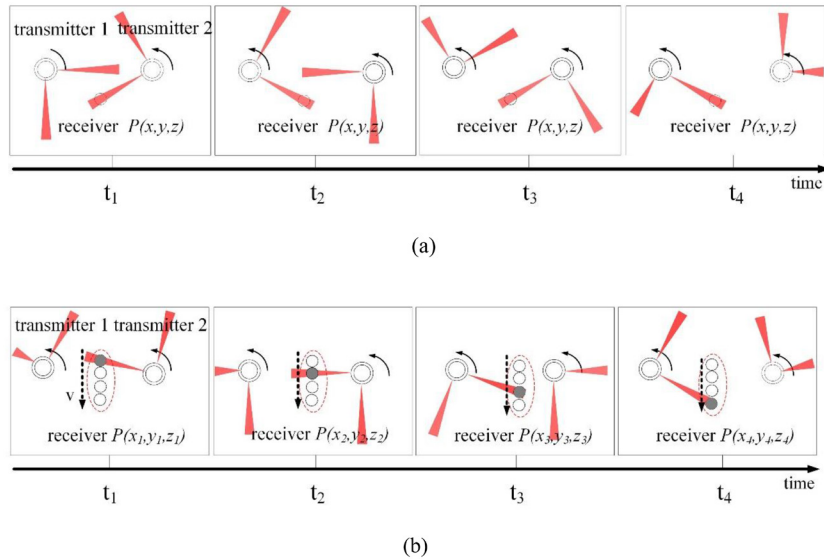 transmitter 1 transmitter 2
receiver P(x,y,z) receiver P(x,y,z) receiver P(x,y,z) receiver P(x,y,z)
time
t1 t2 t3 t4
(a)
transmitter 1 transmitter 2
v
receiver P(x1,y1,z1) receiver P(x2,y2,z2) receiver P(x3,y3,z3) receiver P(x4,y4,z4)
time
t1 t2 t3 t4
(b)